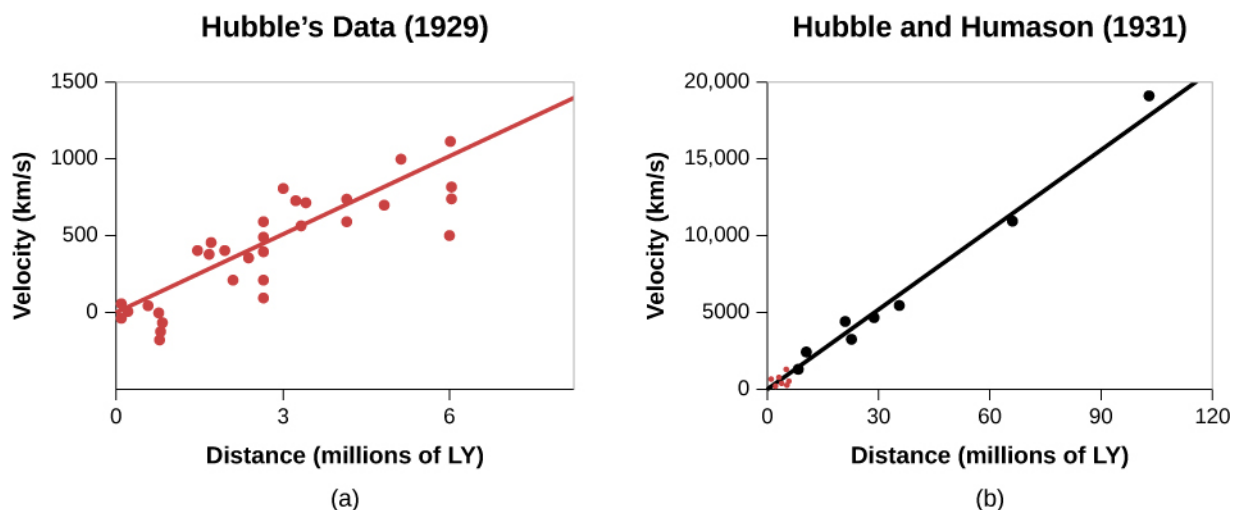 Hubble’s Data (1929)
1500
1000
500
0
Velocity (km/s)
0 3 6
Distance (millions of LY)
(a)
Hubble and Humason (1931)
20,000
15,000
10,000
5000
0
Velocity (km/s)
0 30 60 90 120
Distance (millions of LY)
(b)